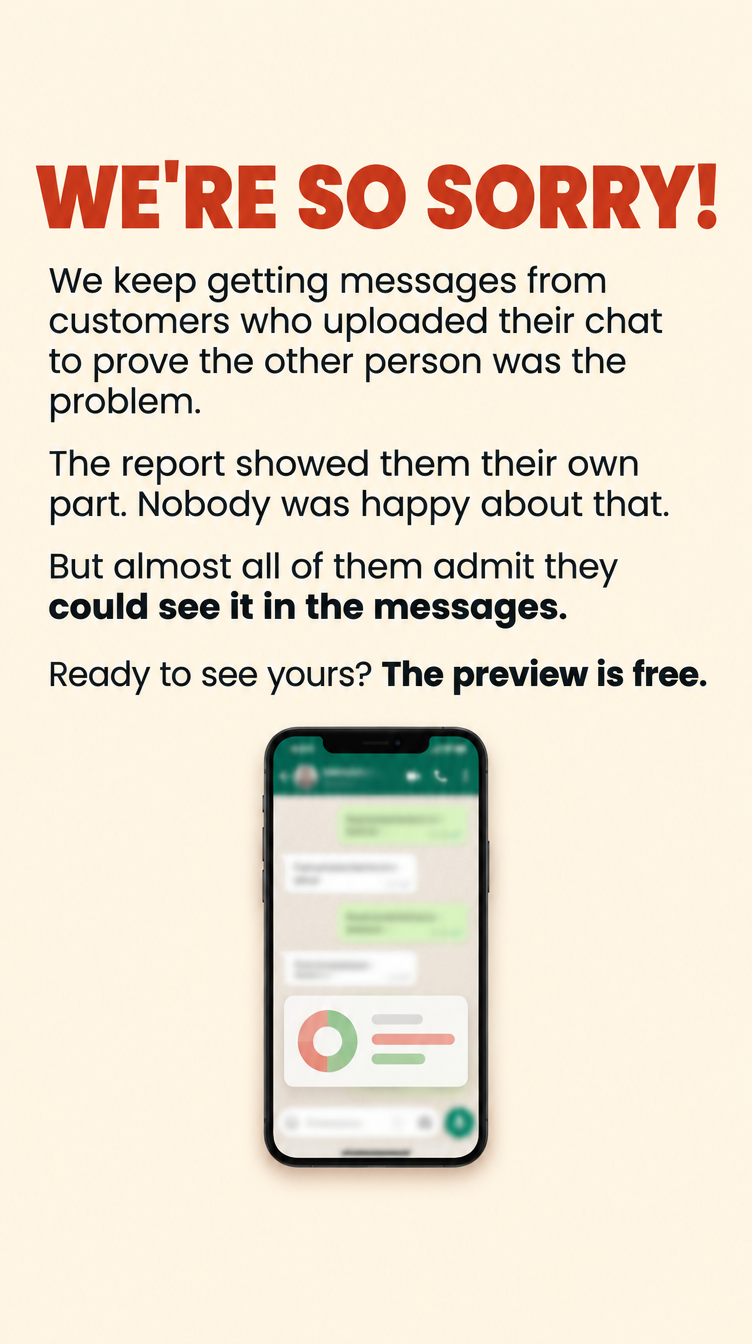 WE'RE SO SORRY!
We keep getting messages from
customers who uploaded their chat
to prove the other person was the
problem.
The report showed them their own
part. Nobody was happy about that.
But almost all of them admit they
could see it in the messages.
Ready to see yours? The preview is free.